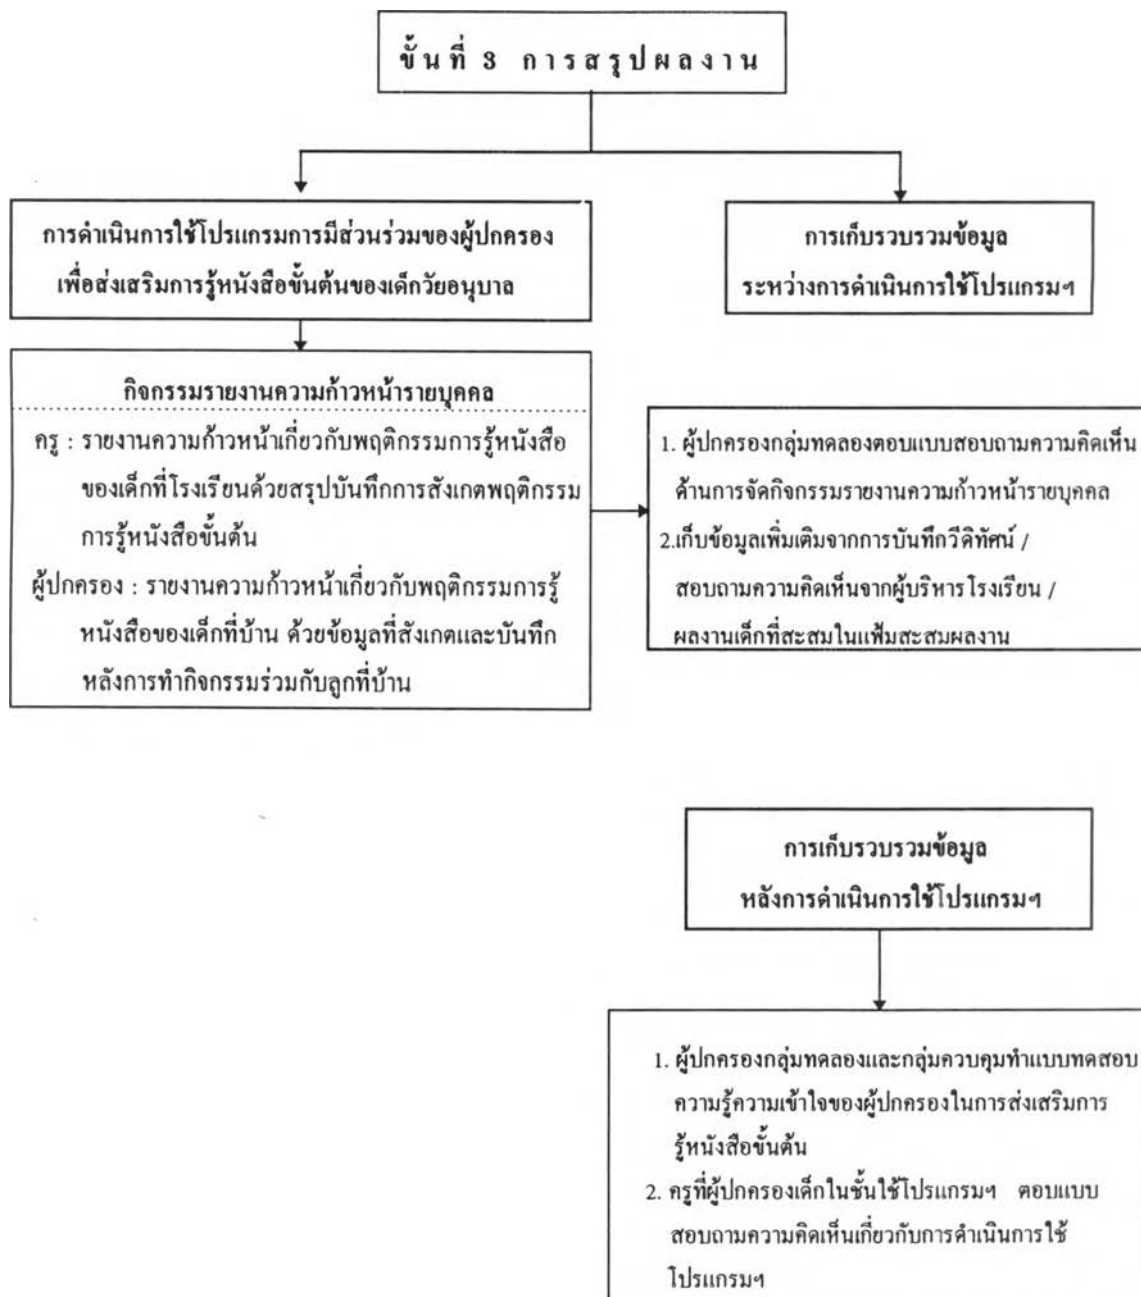 ขั้นที่ 3 การสรุปผลงาน
การดำเนินการใช้โปรแกรมการมีส่วนร่วมของผู้ปกครอง
เพื่อส่งเสริมการรู้หนังสือขั้นต้นของเด็กวัยอนุบาล
การเก็บรวบรวมข้อมูล
ระหว่างการดำเนินการใช้โปรแกรมฯ
กิจกรรมรายงานความก้าวหน้ารายบุคคล
ครู : รายงานความก้าวหน้าเกี่ยวกับพฤติกรรมการรู้หนังสือ
ของเด็กที่โรงเรียนด้วยสรุปบันทึกการสังเกตพฤติกรรม
การรู้หนังสือขั้นต้น
ผู้ปกครอง : รายงานความก้าวหน้าเกี่ยวกับพฤติกรรมการรู้
หนังสือของเด็กที่บ้าน ด้วยข้อมูลที่สังเกตและบันทึก
หลังการทำกิจกรรมร่วมกับลูกที่บ้าน
1. ผู้ปกครองกลุ่มทดลองตอบแบบสอบถามความคิดเห็น
ด้านการจัดกิจกรรมรายงานความก้าวหน้ารายบุคคล
2.เก็บข้อมูลเพิ่มเติมจากการบันทึกวีดิทัศน์ /
สอบถามความคิดเห็นจากผู้บริหารโรงเรียน /
ผลงานเด็กที่สะสมในแฟ้มสะสมผลงาน
การเก็บรวบรวมข้อมูล
หลังการดำเนินการใช้โปรแกรมฯ
1. ผู้ปกครองกลุ่มทดลองและกลุ่มควบคุมทำแบบทดสอบ
ความรู้ความเข้าใจของผู้ปกครองในการส่งเสริมการ
รู้หนังสือขั้นต้น
2. ครูที่ผู้ปกครองเด็กในชั้นใช้โปรแกรมฯ ตอบแบบ
สอบถามความคิดเห็นเกี่ยวกับการดำเนินการใช้
โปรแกรมฯ